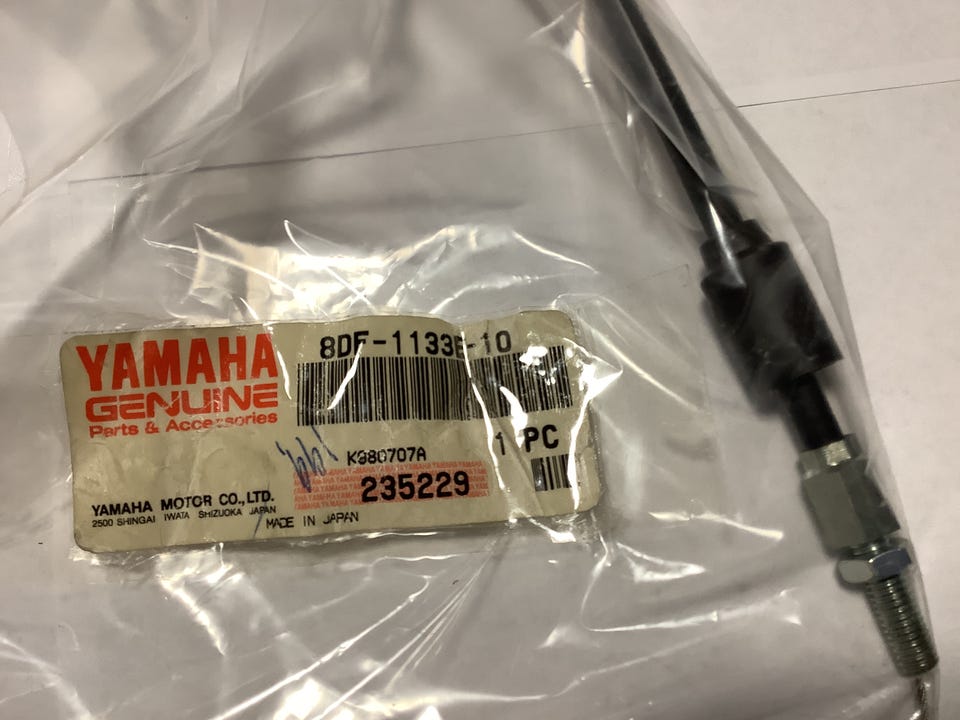 YAMAHA
GENUINE
Parts & Accessories
8DF-1133E-10
1 PC
K980707A
235229
YAMAHA MOTOR CO., LTD.
2500 SHINGAI IWATA SHIZUOKA JAPAN
MADE IN JAPAN